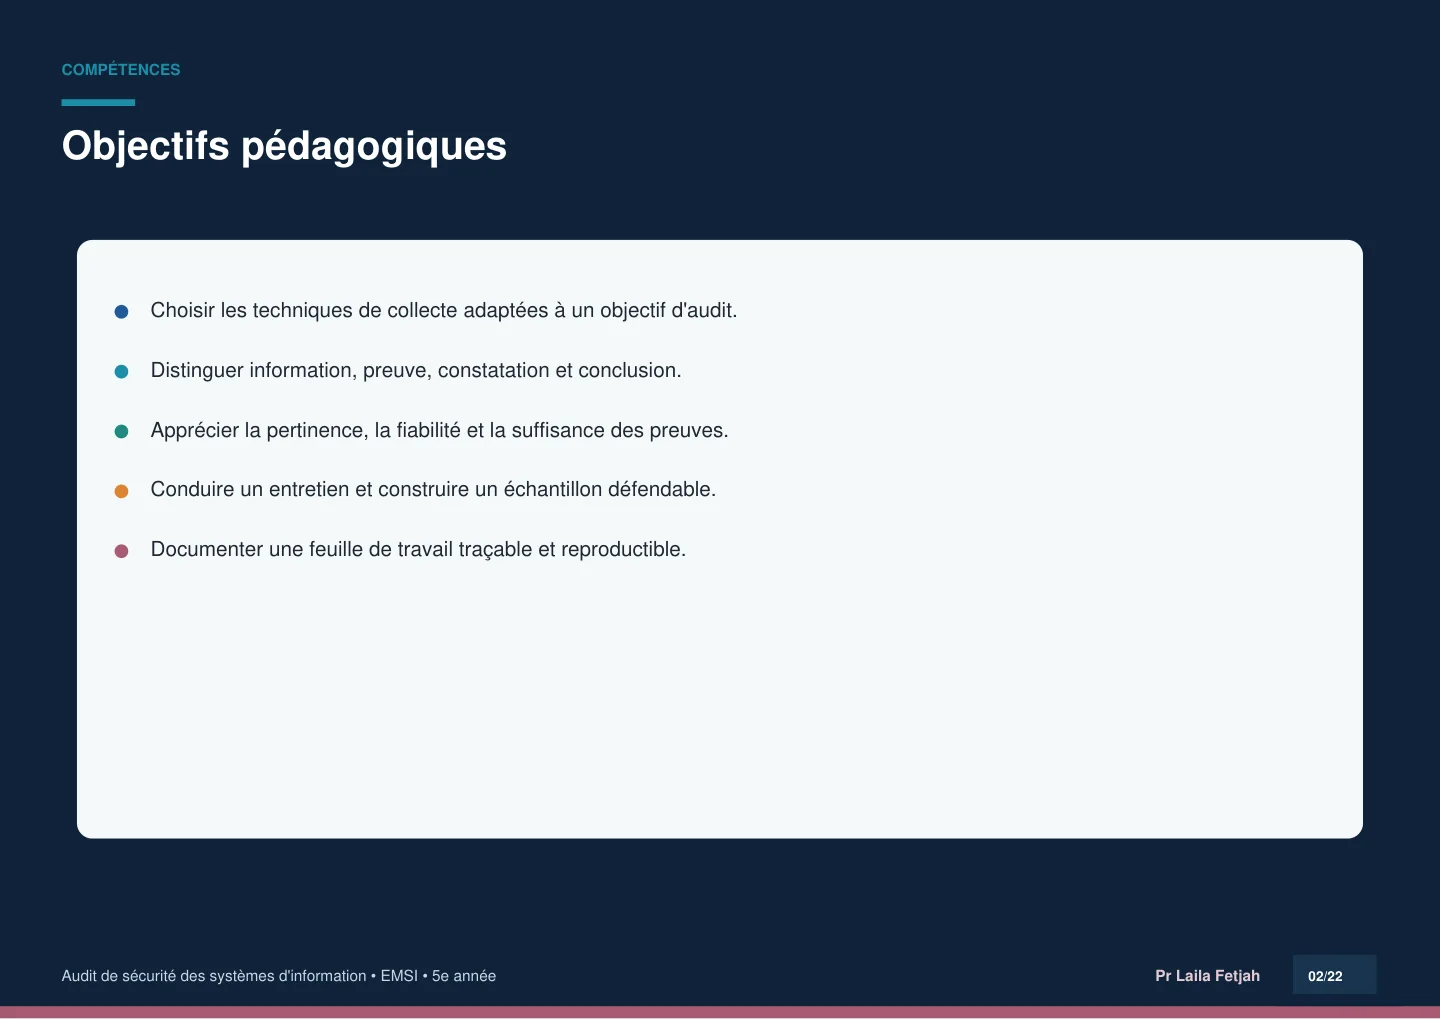 COMPÉTENCES
Objectifs pédagogiques
Choisir les techniques de collecte adaptées à un objectif d'audit.
Distinguer information, preuve, constatation et conclusion.
Apprécier la pertinence, la fiabilité et la suffisance des preuves.
Conduire un entretien et construire un échantillon défendable.
Documenter une feuille de travail traçable et reproductible.
Audit de sécurité des systèmes d'information • EMSI • 5e année
Pr Laila Fetjah
02/22